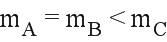 m_A = m_B < m_C